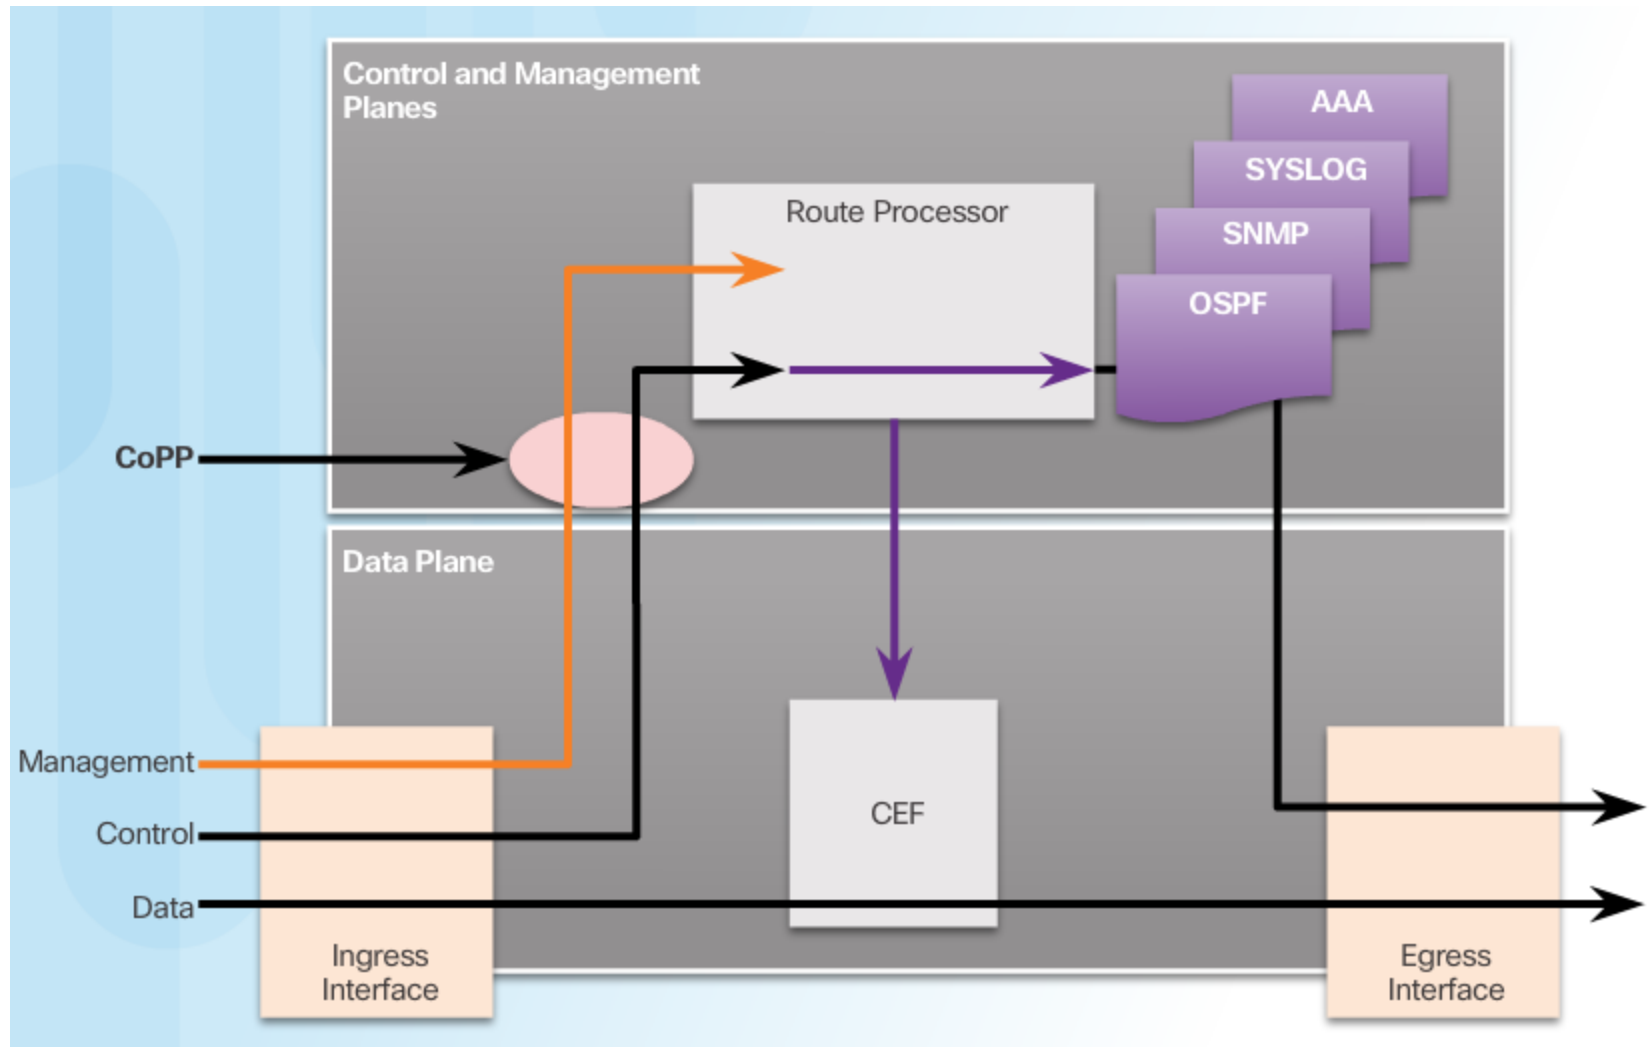 Control and Management
Planes
AAA
SYSLOG
SNMP
OSPF
Route Processor
CoPP
Data Plane
Management
Control
Data
CEF
Ingress
Interface
Egress
Interface